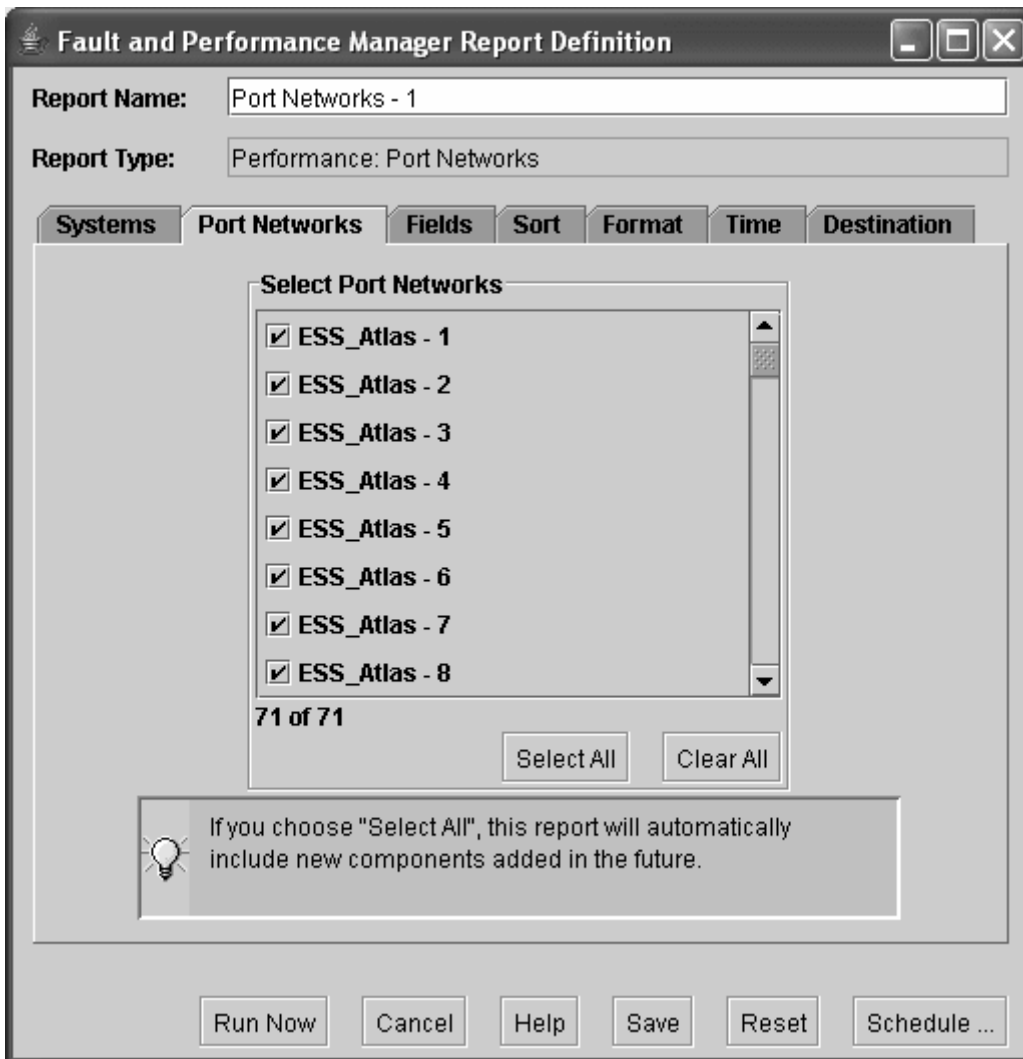 Fault and Performance Manager Report Definition
Report Name: Port Networks - 1
Report Type: Performance: Port Networks
Systems Port Networks Fields Sort Format Time Destination
Select Port Networks
ESS_Atlas - 1
ESS_Atlas - 2
ESS_Atlas - 3
ESS_Atlas - 4
ESS_Atlas - 5
ESS_Atlas - 6
ESS_Atlas - 7
ESS_Atlas - 8
71 of 71
Select All Clear All
If you choose "Select All", this report will automatically
include new components added in the future.
Run Now Cancel Help Save Reset Schedule ...